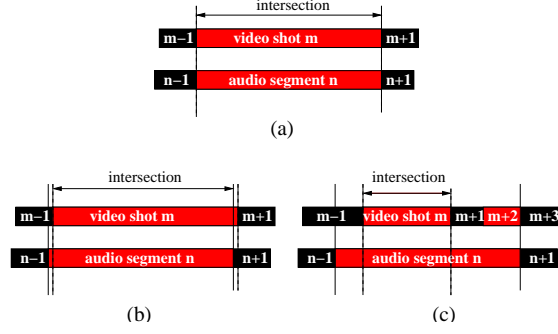 intersection
m−1 video shot m m+1
n−1 audio segment n n+1
(a)
intersection
m−1 video shot m m+1
n−1 audio segment n n+1
(b)
intersection
m−1 video shot m m+1 m+2 m+3
n−1 audio segment n n+1
(c)